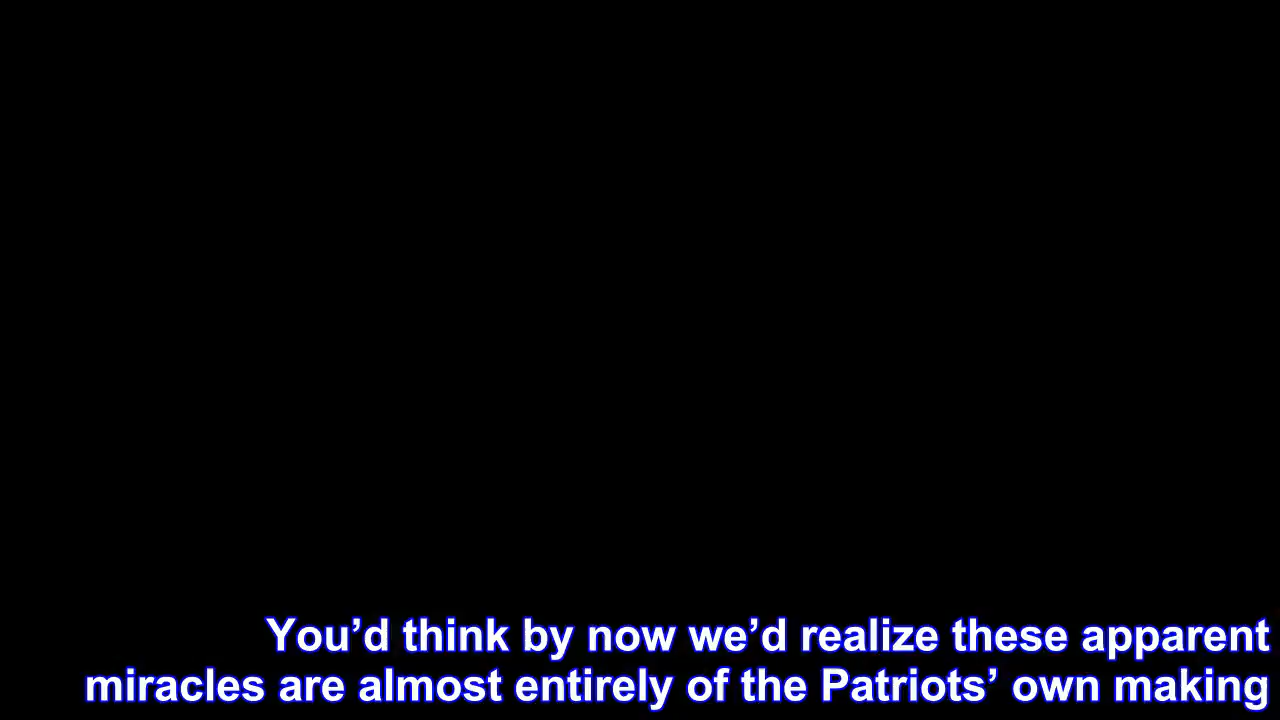 You’d think by now we’d realize these apparent
miracles are almost entirely of the Patriots’ own making